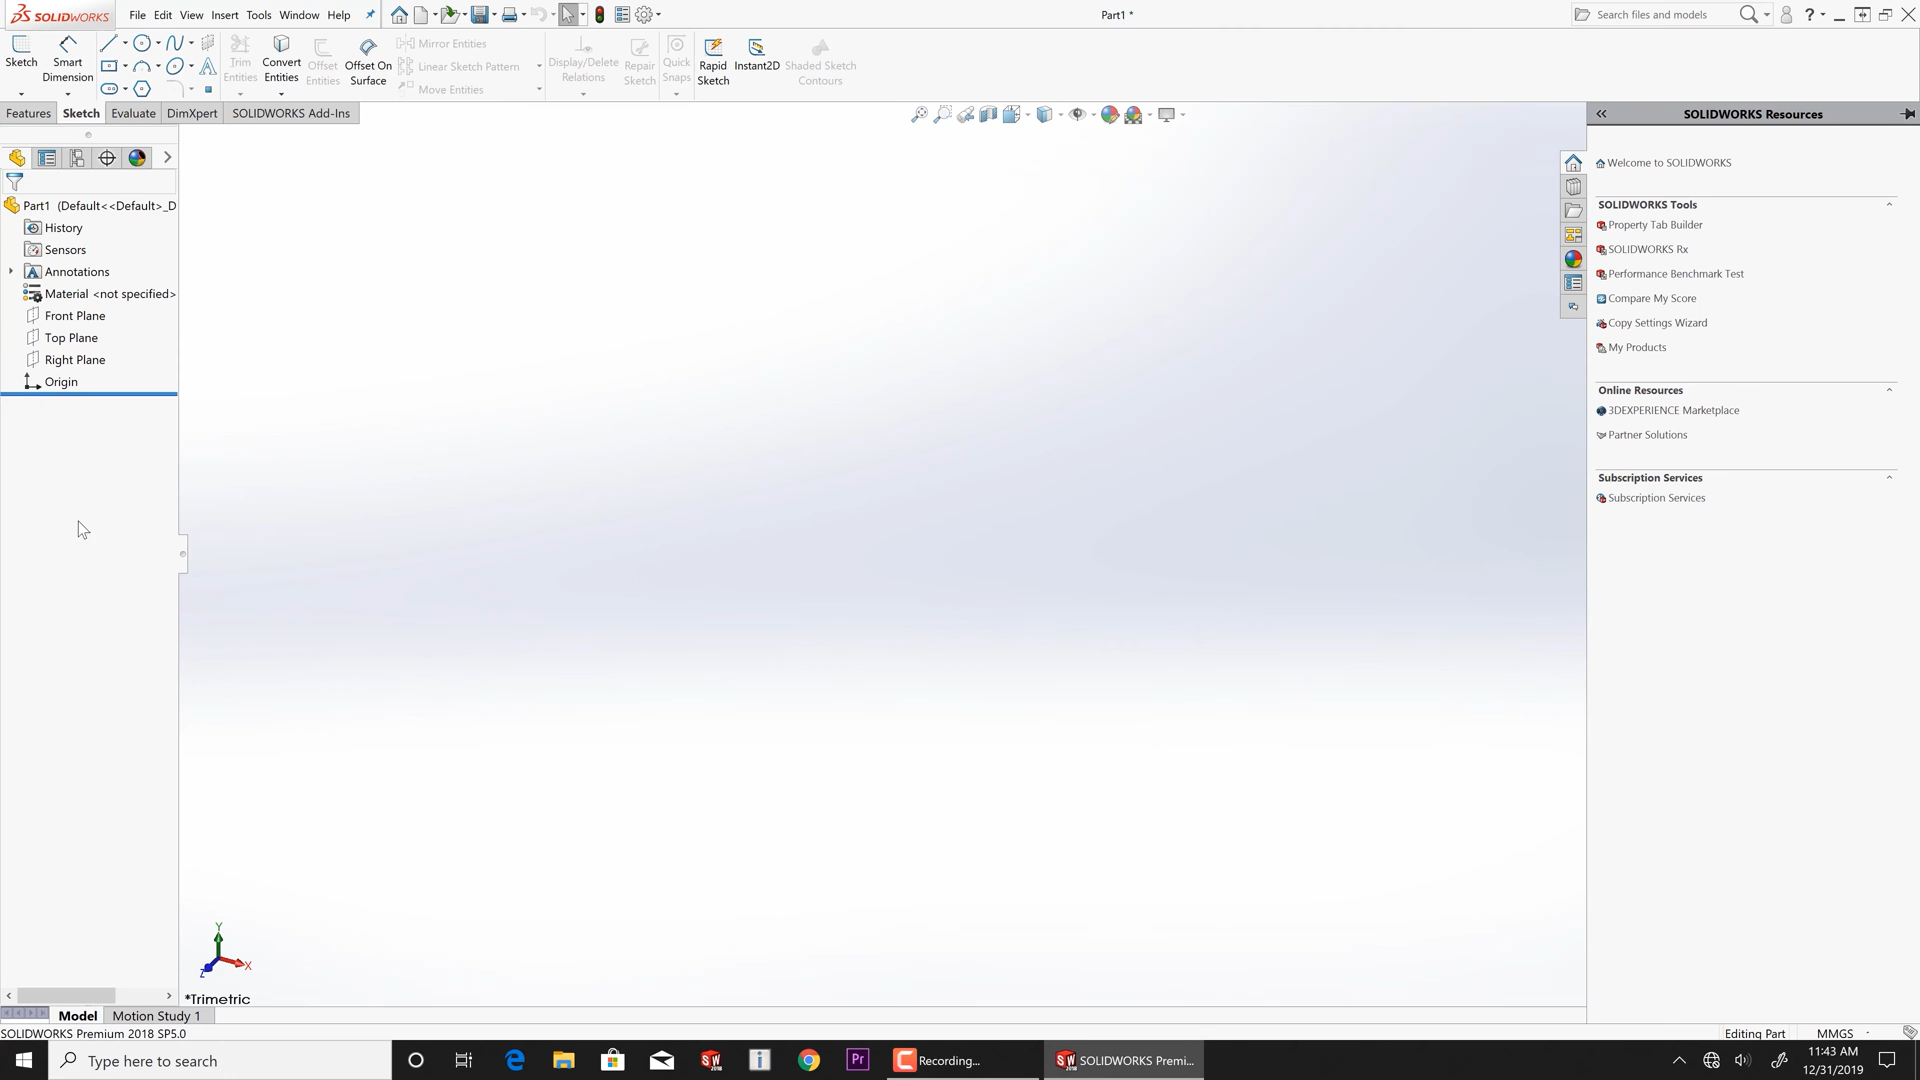 SOLIDWORKS File Edit View Insert Tools Window Help Part1 * Search files and models ?
Sketch Smart Dimension Trim Entities Convert Entities Offset Entities Offset On Surface Mirror Entities Linear Sketch Pattern Move Entities Display/Delete Relations Repair Sketch Quick Snaps Rapid Sketch Instant2D Shaded Sketch Contours
Features Sketch Evaluate DimXpert SOLIDWORKS Add-Ins
SOLIDWORKS Resources
Part1 (Default<<Default>_D
History
Sensors
Annotations
Material <not specified>
Front Plane
Top Plane
Right Plane
Origin
Welcome to SOLIDWORKS
SOLIDWORKS Tools
Property Tab Builder
SOLIDWORKS Rx
Performance Benchmark Test
Compare My Score
Copy Settings Wizard
My Products
Online Resources
3DEXPERIENCE Marketplace
Partner Solutions
Subscription Services
Subscription Services
Y
X
Z
*Trimetric
Model Motion Study 1
SOLIDWORKS Premium 2018 SP5.0 Editing Part MMGS
Type here to search Pr Recording... SOLIDWORKS Premi... 11:43 AM
12/31/2019